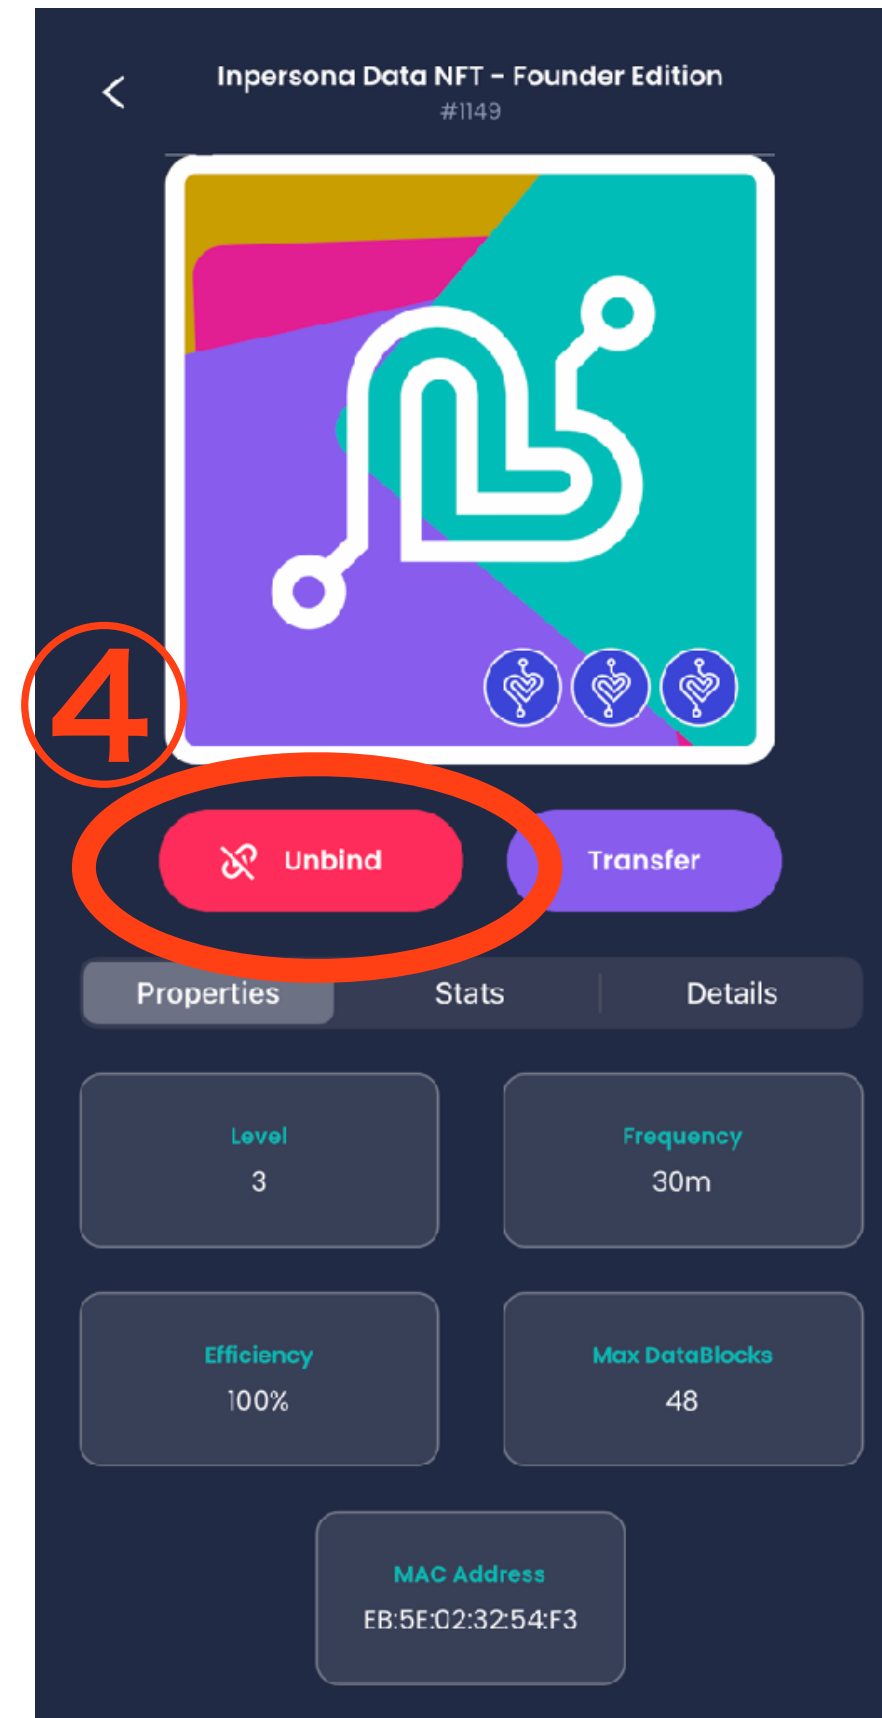 Inpersona Data NFT - Founder Edition
#1149
④
Unbind
Transfer
Properties
Stats
Details
Level
3
Frequency
30m
Efficiency
100%
Max DataBlocks
48
MAC Address
EB:5E:02:32:54:F3